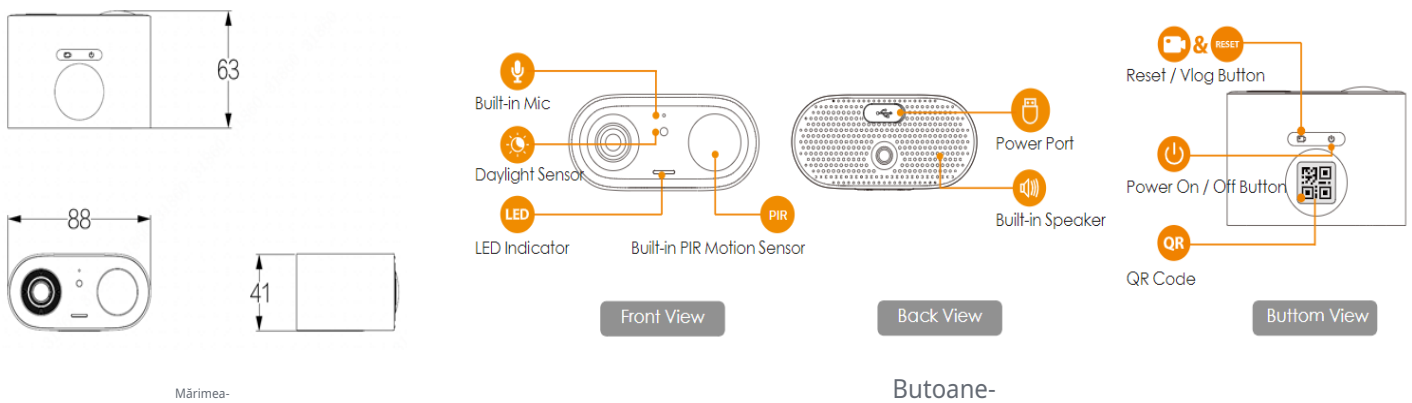 63
88
41
Mărimea-
Built-in Mic
Daylight Sensor
LED
LED Indicator
PIR
Built-in PIR Motion Sensor
Front View
Power Port
Built-in Speaker
Back View
Butoane-
& RESET
Reset / Vlog Button
Power On / Off Button
QR
QR Code
Buttom View